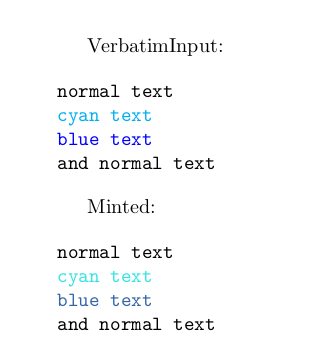 VerbatimInput:
normal text
cyan text
blue text
and normal text
Minted:
normal text
cyan text
blue text
and normal text